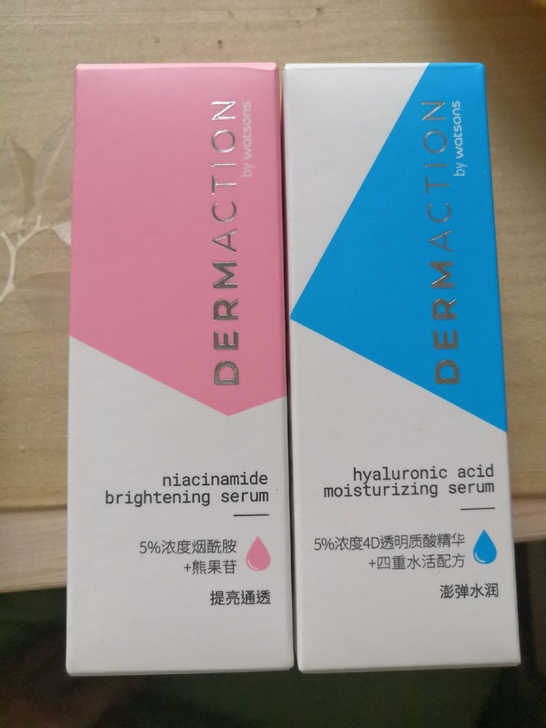 DERMACTION
by watsons
niacinamide
brightening serum
5%浓度烟酰胺
+熊果苷
提亮通透
DERMACTION
by watsons
hyaluronic acid
moisturizing serum
5%浓度4D透明质酸精华
+四重水活配方
澎弹水润